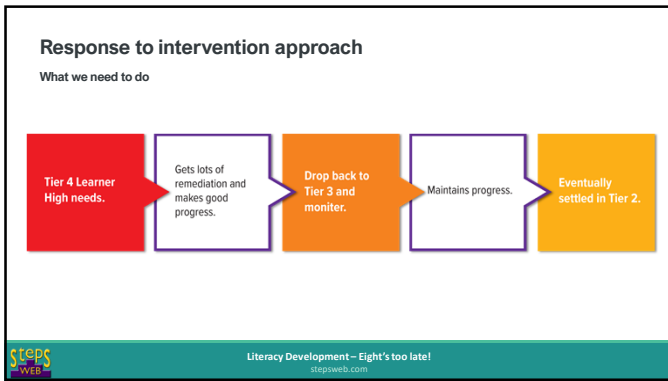 Response to intervention approach
What we need to do
Tier 4 Learner
High needs.
Gets lots of
remediation and
makes good
progress.
Drop back to
Tier 3 and
moniter.
Maintains progress.
Eventually
settled in Tier 2.
Steps
WEB
Literacy Development – Eight's too late!
stepsweb.com